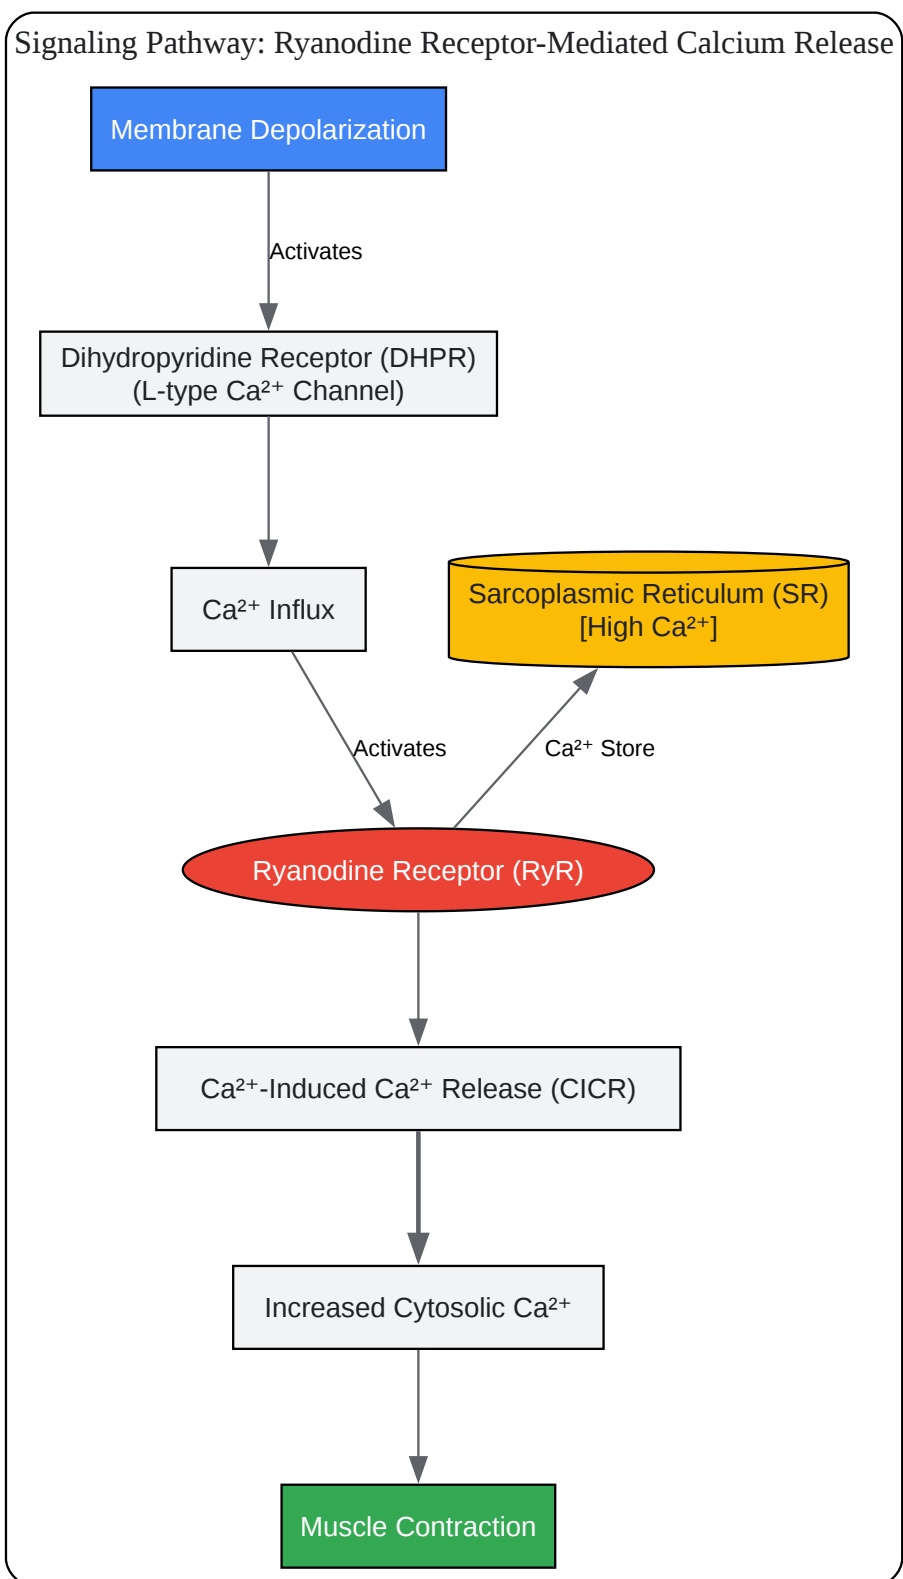 Signaling Pathway: Ryanodine Receptor-Mediated Calcium Release
Membrane Depolarization
Activates
Dihydropyridine Receptor (DHPR)
(L-type Ca²⁺ Channel)
Ca²⁺ Influx
Sarcoplasmic Reticulum (SR)
[High Ca²⁺]
Activates
Ca²⁺ Store
Ryanodine Receptor (RyR)
Ca²⁺-Induced Ca²⁺ Release (CICR)
Increased Cytosolic Ca²⁺
Muscle Contraction